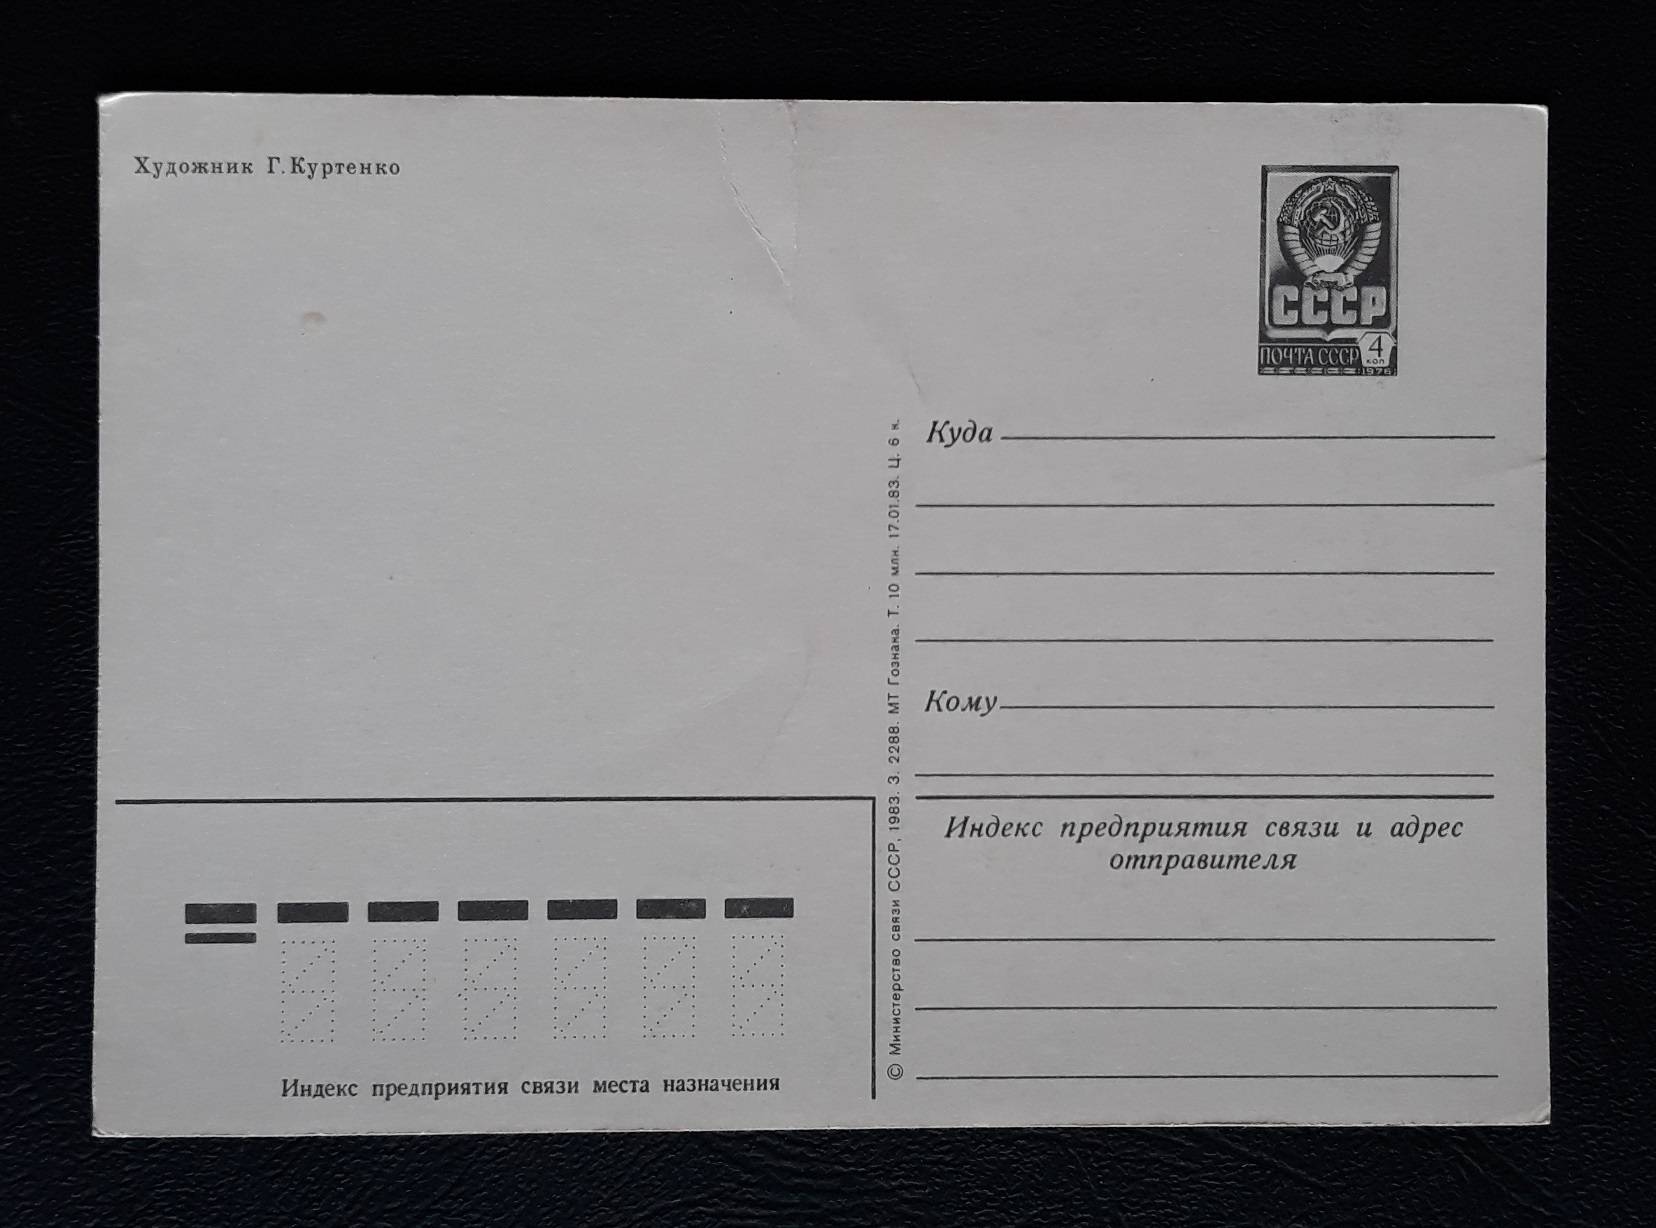 Художник Г. Куртенко
СССР
ПОЧТА СССР 4
коп
1976
Куда
Кому
Индекс предприятия связи и адрес
отправителя
© Министерство связи СССР, 1983. З. 2288. МТ Гознака. Т. 10 млн. 17.01.83. Ц. 6 к.
Индекс предприятия связи места назначения